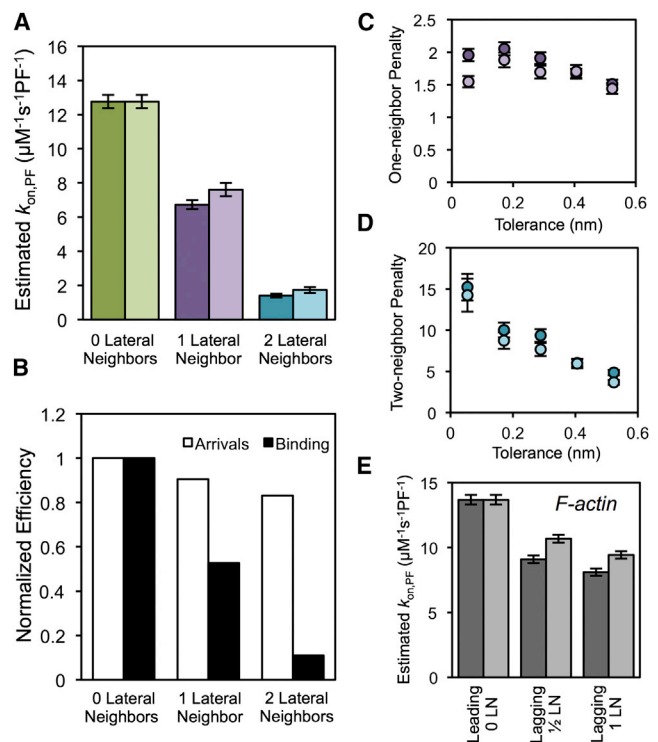 A
Estimated kon,PF (µM-1s-1PF-1)
16
14
12
10
8
6
4
2
0
0 Lateral Neighbors
1 Lateral Neighbor
2 Lateral Neighbors
B
Normalized Efficiency
1.2
1
0.8
0.6
0.4
0.2
0
Arrivals
Binding
0 Lateral Neighbors
1 Lateral Neighbor
2 Lateral Neighbors
C
One-neighbor Penalty
2.5
2
1.5
1
0.5
0
0
0.2
0.4
0.6
Tolerance (nm)
D
Two-neighbor Penalty
20
15
10
5
0
0
0.2
0.4
0.6
Tolerance (nm)
E
Estimated kon,PF (µM-1s-1PF-1)
15
10
5
0
F-actin
Leading 0 LN
Lagging ½ LN
Lagging 1 LN